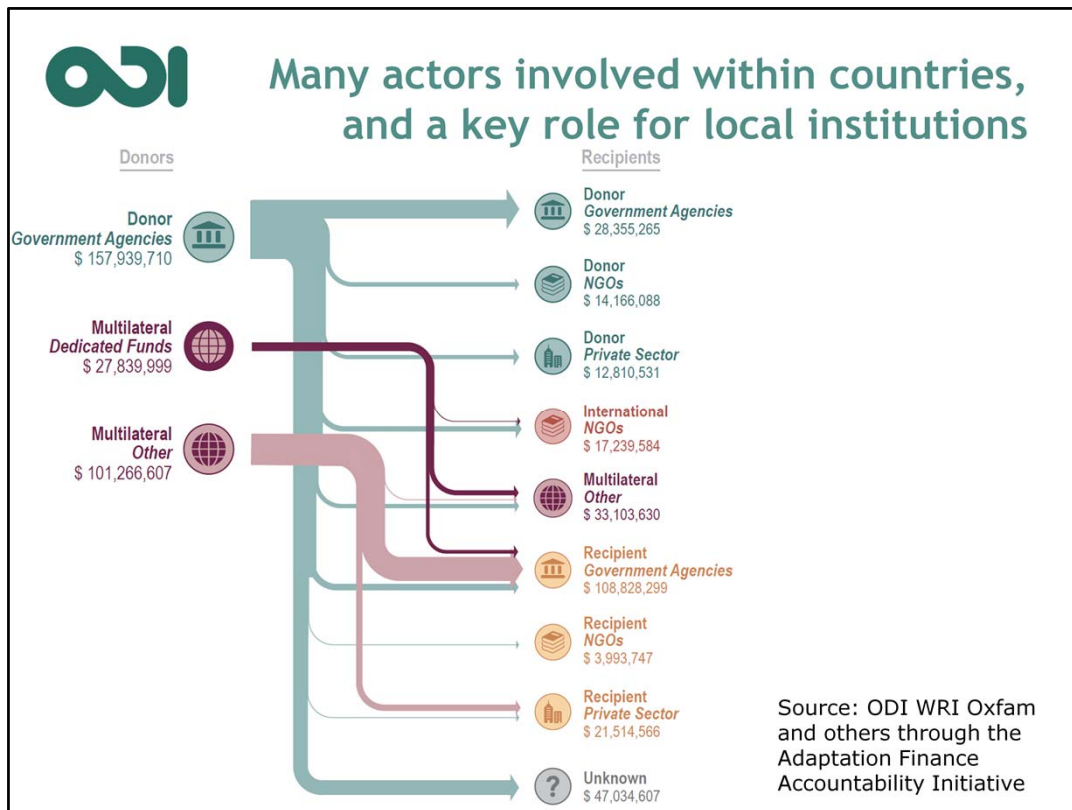 ODI
Many actors involved within countries,
and a key role for local institutions
Donors
Donor
Government Agencies
$ 157,939,710
Multilateral
Dedicated Funds
$ 27,839,999
Multilateral
Other
$ 101,266,607
Recipients
Donor
Government Agencies
$ 28,355,265
Donor
NGOs
$ 14,166,088
Donor
Private Sector
$ 12,810,531
International
NGOs
$ 17,239,584
Multilateral
Other
$ 33,103,630
Recipient
Government Agencies
$ 108,828,299
Recipient
NGOs
$ 3,993,747
Recipient
Private Sector
$ 21,514,566
?
Unknown
$ 47,034,607
Source: ODI WRI Oxfam
and others through the
Adaptation Finance
Accountability Initiative